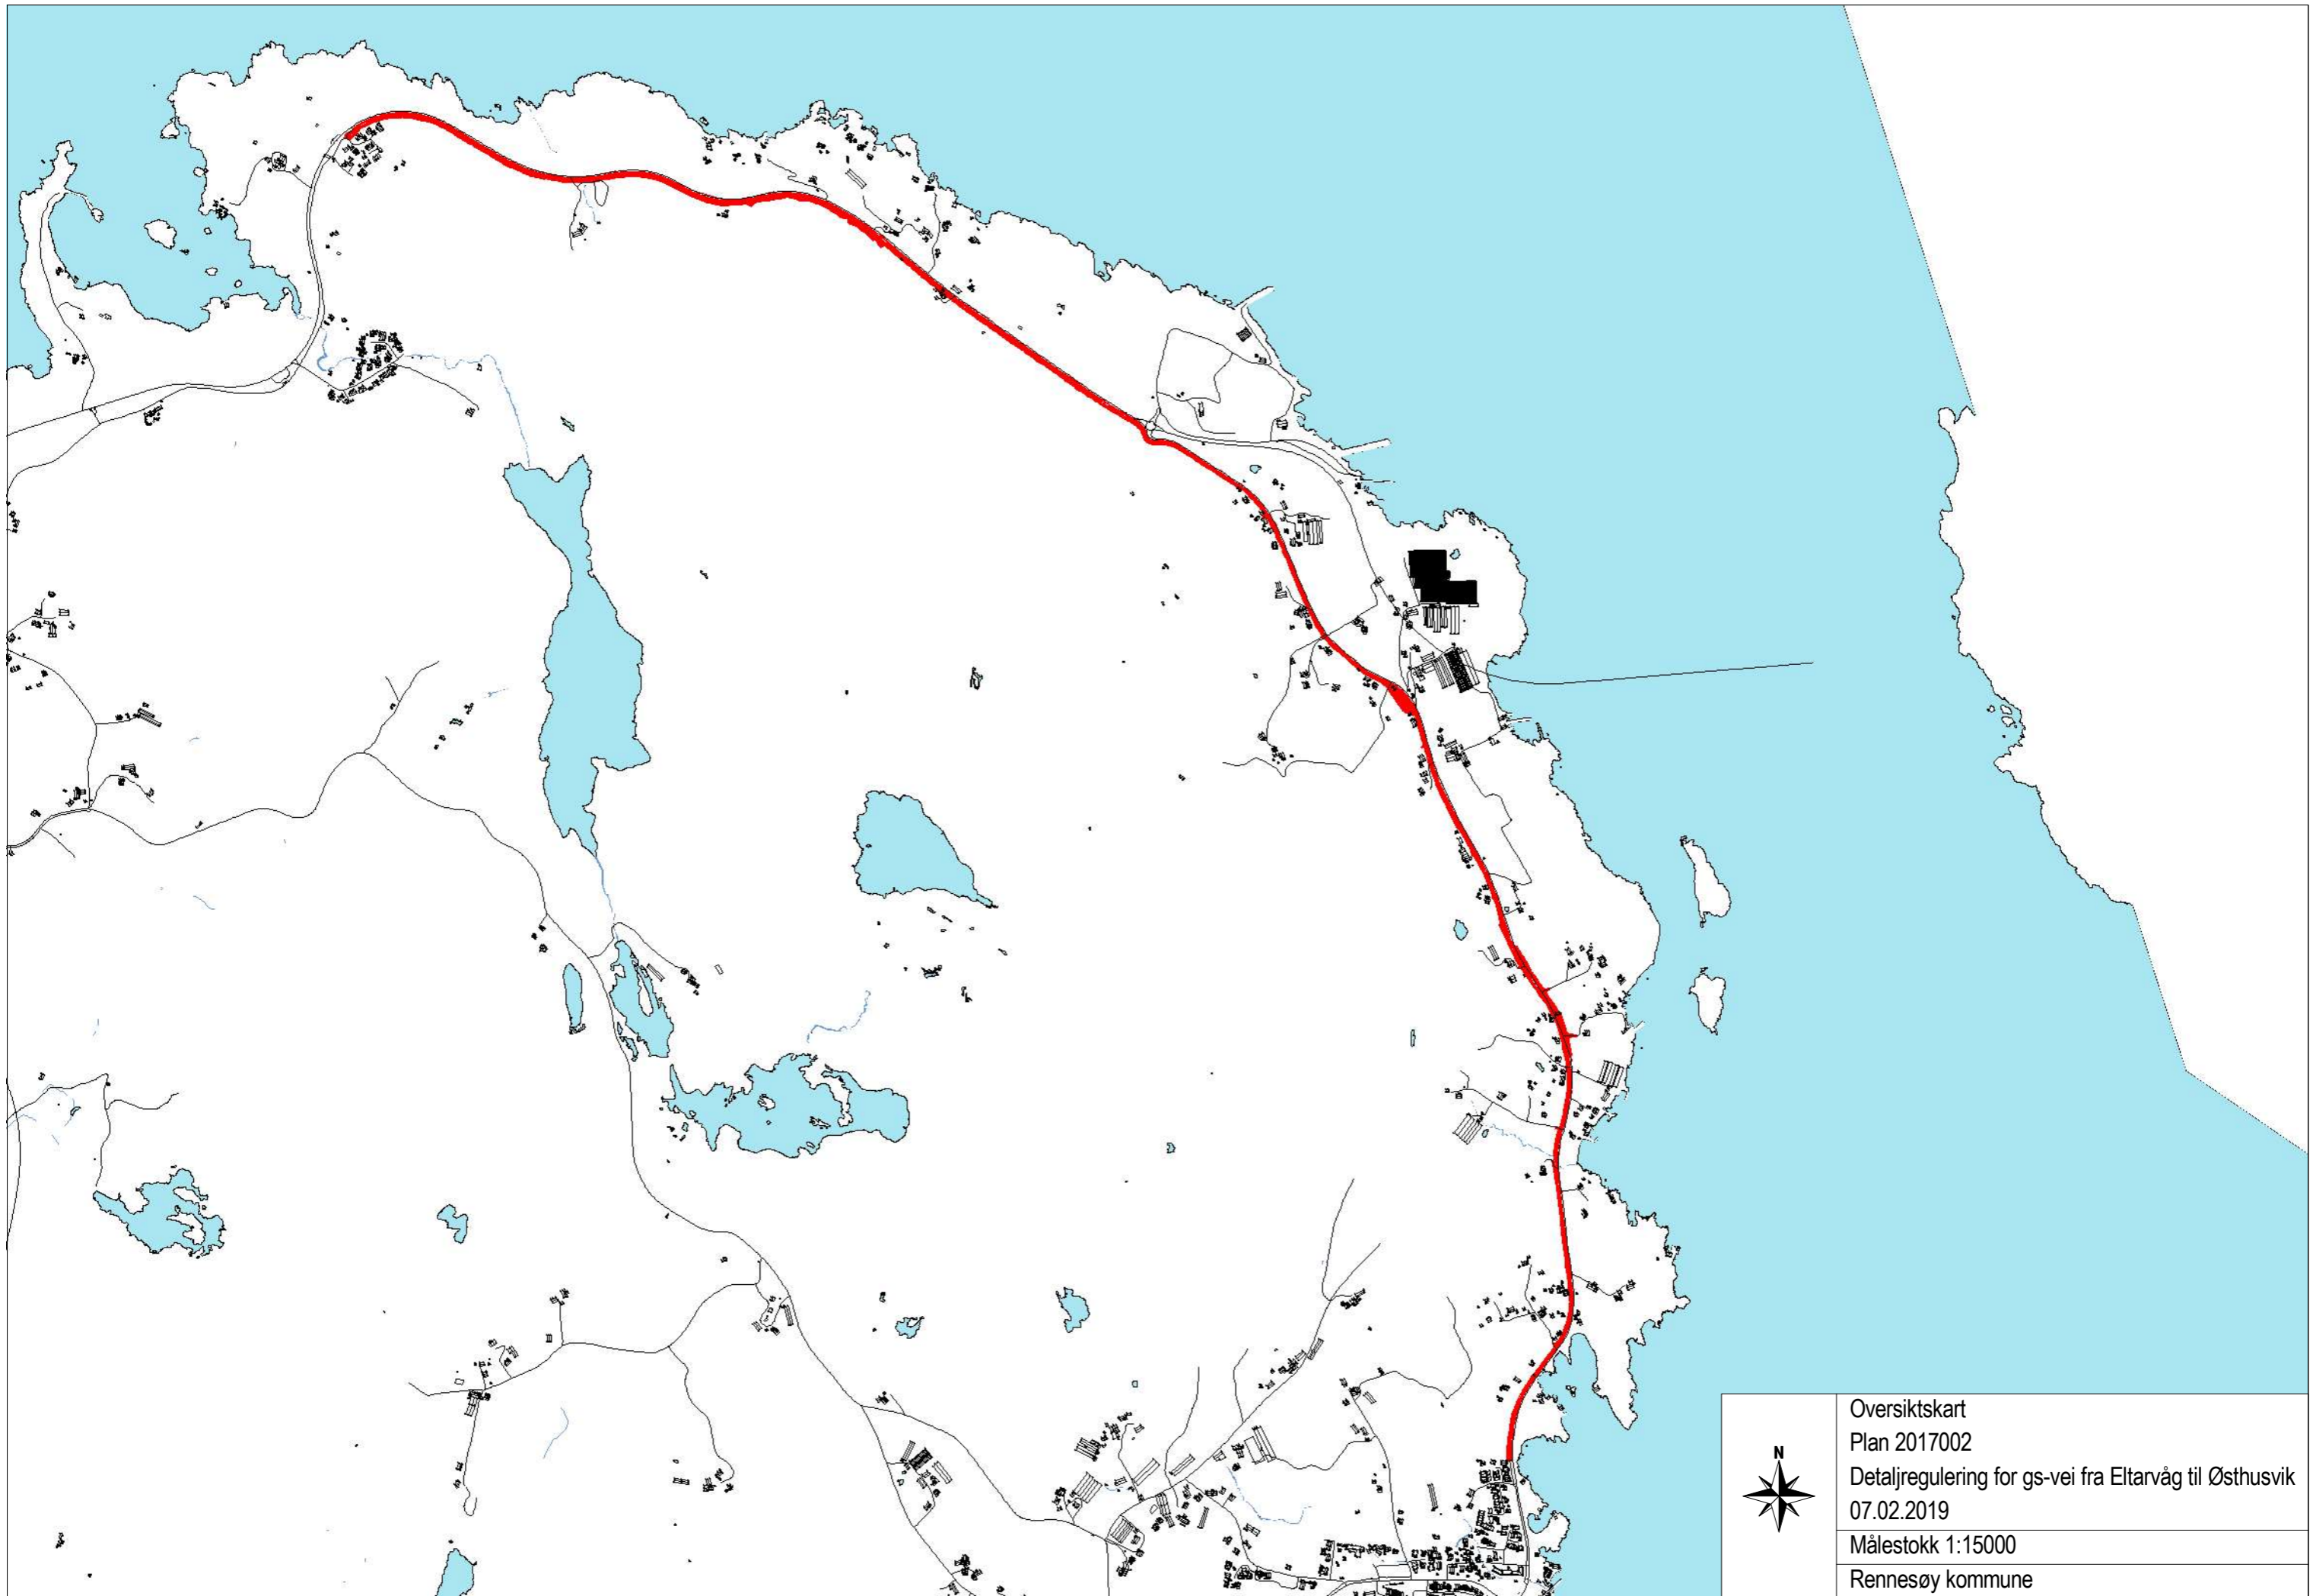 N
Oversiktskart
Plan 2017002
Detaljregulering for gs-vei fra Eltarvåg til Østhusvik
07.02.2019
Målestokk 1:15000
Rennesøy kommune